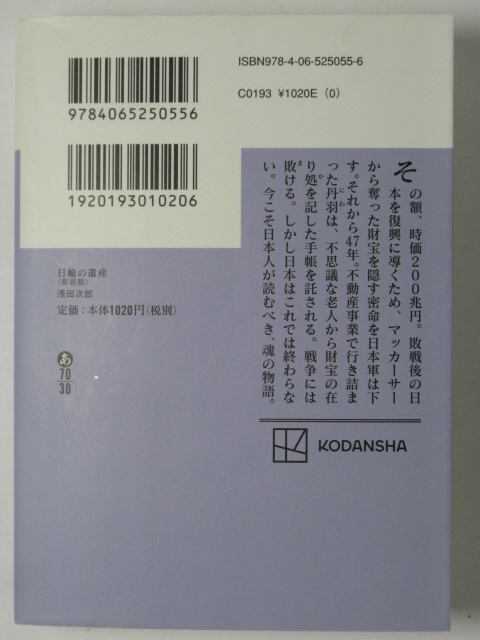 ISBN978-4-06-525055-6
C0193 ¥1020E (0)
9784065250556
1920193010206
日輪の遺産
〈新装版〉
浅田次郎
定価：本体1020円（税別）
あ
70
30
その額、時価200兆円。敗戦後の日
本を復興に導くため、マッカーサー
から奪った財宝を隠す密命を日本軍は下
す。それから47年。不動産事業で行き詰ま
った丹羽は、不思議な老人から財宝の在
にわ
り処を記した手帳を託される。戦争には
か
敗ける。しかし日本はこれでは終わらな
ま
い。今こそ日本人が読むべき、魂の物語。
KODANSHA